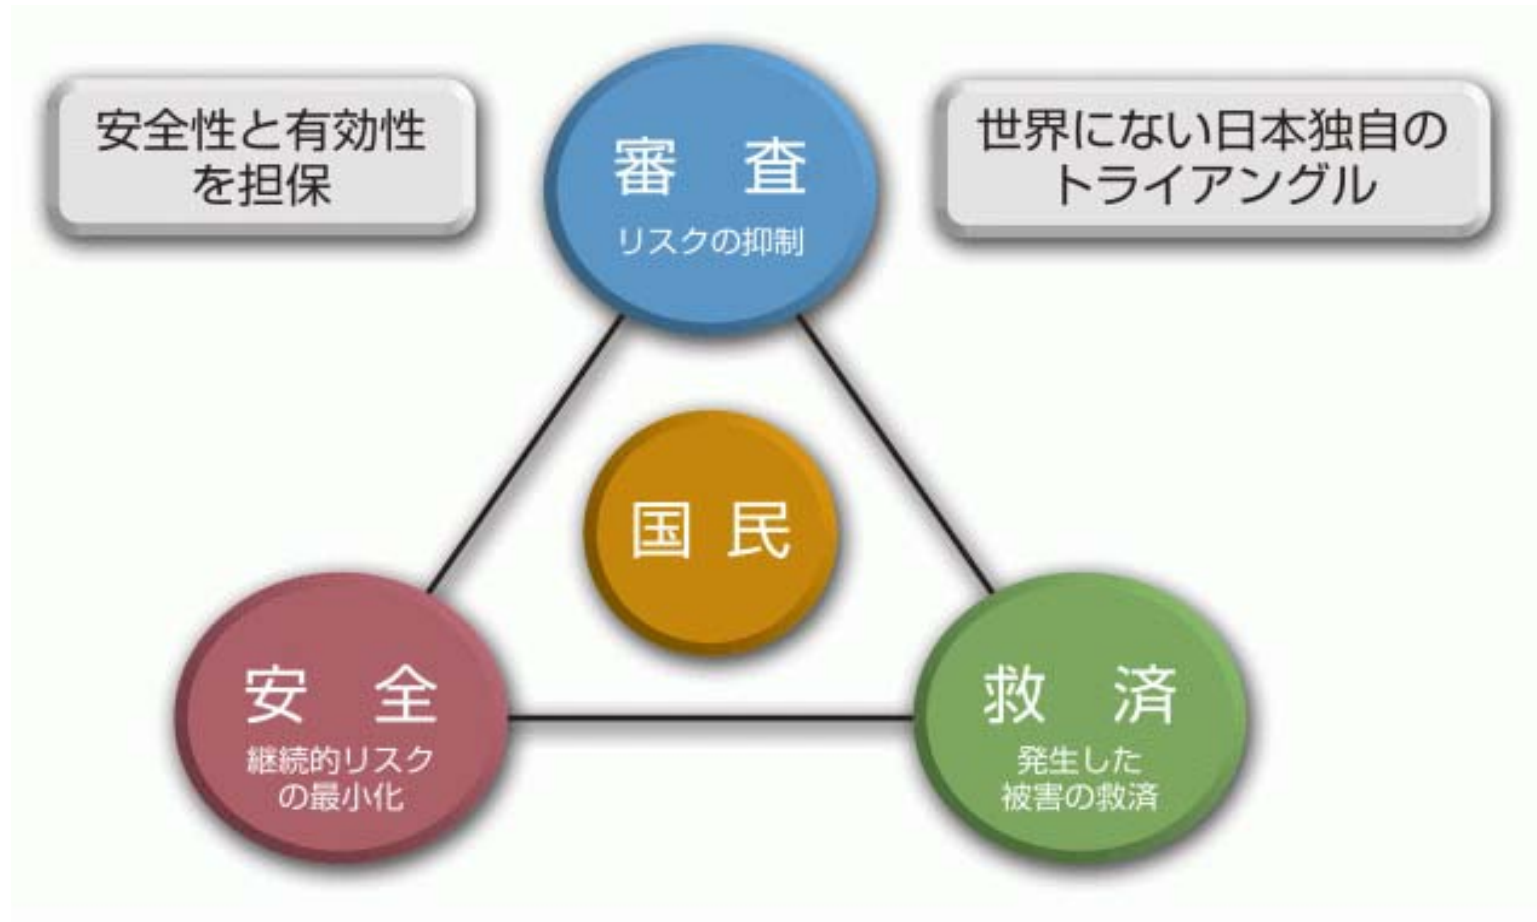 安全性と有効性
を担保
世界にない日本独自の
トライアングル
審　査
リスクの抑制
国 民
安　全
継続的リスク
の最小化
救　済
発生した
被害の救済